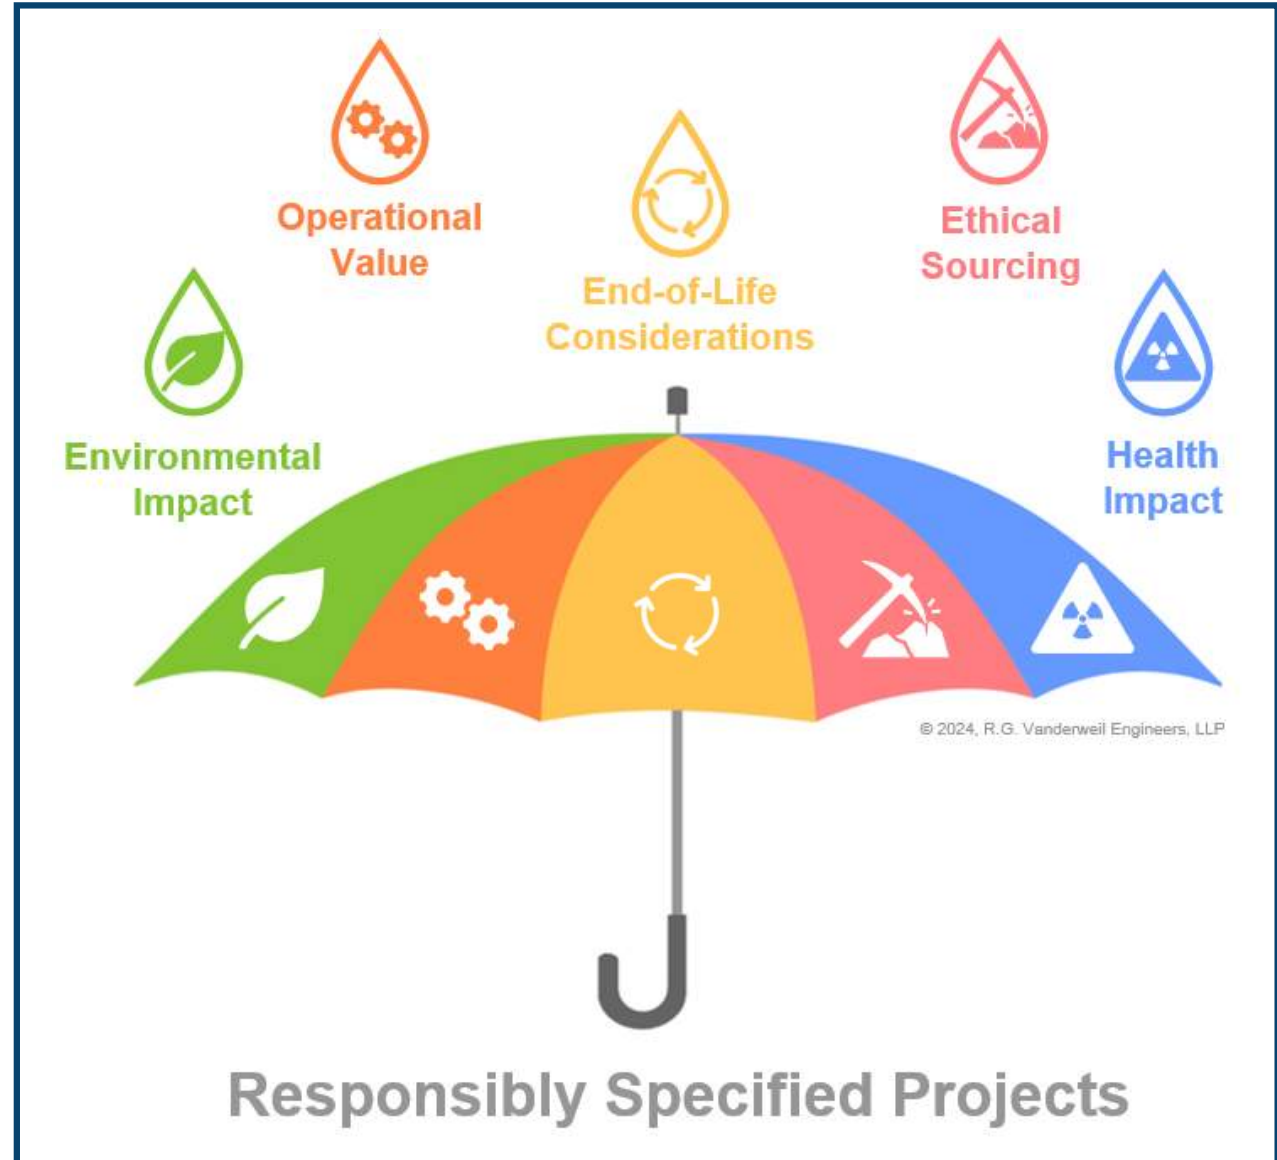 Operational
Value
Ethical
Sourcing
End-of-Life
Considerations
Environmental
Impact
Health
Impact
© 2024, R.G. Vanderweil Engineers, LLP
Responsibly Specified Projects